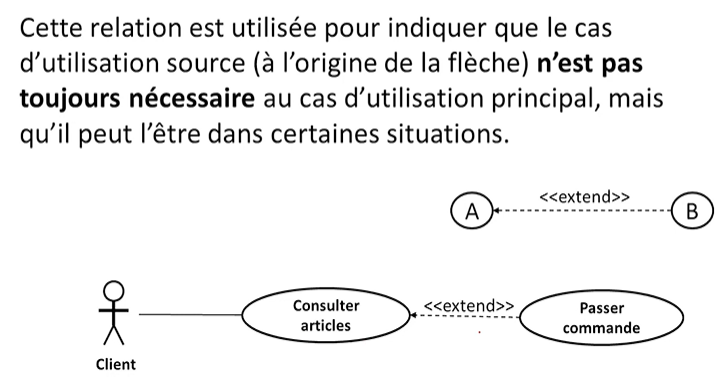 Cette relation est utilisée pour indiquer que le cas
d’utilisation source (à l’origine de la flèche) n’est pas
toujours nécessaire au cas d’utilisation principal, mais
qu’il peut l’être dans certaines situations.
<<extend>>
A B
Consulter
articles
<<extend>>
Passer
commande
Client